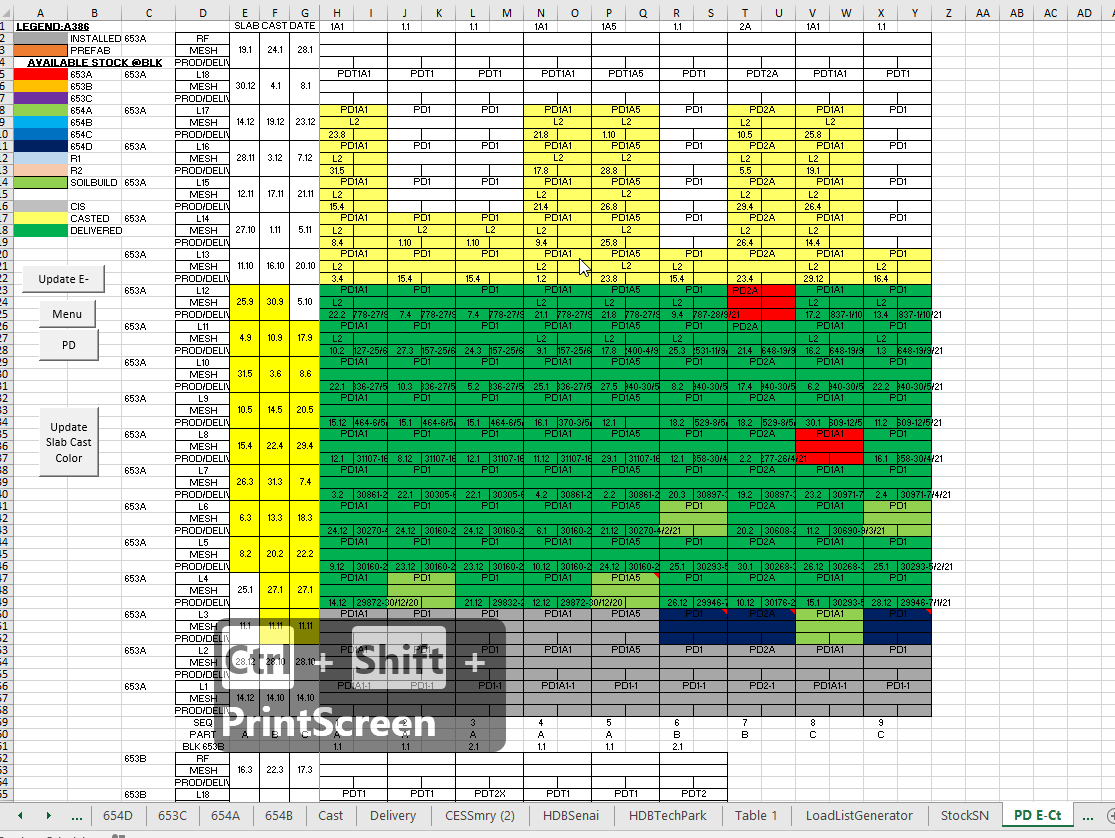 A B C D E F G H I J K L M N O P Q R S T U V W X Y Z AA AB AC AD
LEGEND:A386 SLAB CAST DATE 1A1 1.1 1.1 1A1 1A5 1.1 2A 1A1 1.1
INSTALLED 653A RF
PREFAB MESH 19.1 24.1 28.1
AVAILABLE STOCK @BLK PROD/DELIV
653A 653A L18 PDT1A1 PDT1 PDT1 PDT1A1 PDT1A5 PDT1 PDT2A PDT1A1 PDT1
653B MESH 30.12 4.1 8.1
653C PROD/DELIV
654A 653A L17 PD1A1 PD1 PD1 PD1A1 PD1A5 PD1 PD2A PD1A1 PD1
654B MESH 14.12 19.12 23.12 L2 L2 L2 L2 L2
654C PROD/DELIV 23.8 21.8 1.10 10.5 25.8
654D 653A L16 PD1A1 PD1 PD1 PD1A1 PD1A5 PD1 PD2A PD1A1 PD1
R1 MESH 28.11 3.12 7.12 L2 L2 L2 L2 L2
R2 PROD/DELIV 31.5 17.8 28.8 5.5 19.1
SOILBUILD 653A L15 PD1A1 PD1 PD1 PD1A1 PD1A5 PD1 PD2A PD1A1 PD1
MESH 12.11 17.11 21.11 L2 L2 L2 L2 L2
CIS PROD/DELIV 15.4 21.4 26.8 29.4 26.4
CASTED 653A L14 PD1A1 PD1 PD1 PD1A1 PD1A5 PD1 PD2A PD1A1 PD1
DELIVERED MESH 27.10 1.11 5.11 L2 L2 L2 L2 L2 L2 L2
PROD/DELIV 8.4 1.10 1.10 9.4 25.8 26.4 14.4
653A L13 PD1A1 PD1 PD1 PD1A1 PD1A5 PD1 PD2A PD1A1 PD1
MESH 11.10 16.10 20.10 L2 L2 L2 L2 L2 L2
Update E-
PROD/DELIV 3.4 15.4 15.4 1.2 23.8 15.4 23.4 29.12 16.4
653A L12 PD1A1 PD1 PD1 PD1A1 PD1A5 PD1 PD2A PD1A1 PD1
MESH 25.9 30.9 5.10 L2 L2 L2 L2 L2 L2
Menu
PROD/DELIV 22.2 778-27/9 7.4 778-27/9 7.4 778-27/9 21.1 778-27/9 21.8 778-27/9 9.4 787-28/9/21 17.2 837-1/10 13.4 837-1/10/21
653A L11 PD1A1 PD1 PD1 PD1A1 PD1A5 PD1 PD2A PD1A1 PD1
MESH 4.9 10.9 17.9 L2 L2 L2 L2 L2
PD
PROD/DELIV 10.2 127-25/6 27.3 157-25/6 24.3 157-25/6 9.1 157-25/6 17.8 2400-4/9 25.3 2531-11/9 21.4 648-19/9 16.2 648-19/9 1.3 648-19/9/21
653A L10 PD1A1 PD1 PD1 PD1A1 PD1A5 PD1 PD2A PD1A1 PD1
MESH 31.5 3.6 8.6
PROD/DELIV 22.1 336-27/5 10.3 336-27/5 5.2 336-27/5 25.1 336-27/5 27.5 940-30/5 8.2 940-30/5 17.4 940-30/5 6.2 940-30/5 22.2 940-30/5/21
653A L9 PD1A1 PD1 PD1 PD1A1 PD1A5 PD1 PD2A PD1A1 PD1
MESH 10.5 14.5 20.5
PROD/DELIV 15.12 464-6/5 15.1 464-6/5 15.1 464-6/5 16.1 370-3/5 12.1 18.2 529-8/5 18.2 529-8/5 30.1 609-12/5 11.2 609-12/5/21
Update
Slab Cast
Color
653A L8 PD1A1 PD1 PD1 PD1A1 PD1A5 PD1 PD2A PD1A1 PD1
MESH 15.4 22.4 29.4
PROD/DELIV 12.1 31107-16 8.12 31107-16 12.1 31107-16 11.12 31107-16 29.1 31107-16 12.1 358-30/4 2.2 277-26/4/21 16.1 358-30/4/21
653A L7 PD1A1 PD1 PD1 PD1A1 PD1A5 PD1 PD2A PD1A1 PD1
MESH 26.3 31.3 7.4
PROD/DELIV 3.2 30861-2 22.1 30305-6 22.1 30305-6 4.2 30861-2 2.2 30861-2 20.3 30897-3 19.2 30897-3 23.2 30971-7 2.4 30971-7/4/21
653A L6 PD1A1 PD1 PD1 PD1A1 PD1A5 PD1 PD2A PD1A1 PD1
MESH 6.3 13.3 18.3
PROD/DELIV 24.12 30270-4 24.12 30160-2 24.12 30160-2 6.1 30160-2 21.12 30270-4/2/21 20.2 30608-2 11.2 30690-9/3/21
653A L5 PD1A1 PD1 PD1 PD1A1 PD1A5 PD1 PD2A PD1A1 PD1
MESH 8.2 20.2 22.2
PROD/DELIV 9.12 30160-2 23.12 30160-2 12.12 30160-2 10.12 30160-2 24.12 30160-2 25.1 30293-5 30.1 30268-3 26.12 30268-3 25.1 30293-5/2/21
653A L4 PD1A1 PD1 PD1 PD1A1 PD1A5 PD1 PD2A PD1A1 PD1
MESH 25.1 27.1 27.1
PROD/DELIV 14.12 29872-30/12/20 21.12 29832-2 12.12 29872-30/12/20 26.12 29946-7 10.12 30176-2 15.1 30293-5 28.12 29946-7/1/21
653A L3 PD1A1 PD1 PD1 PD1A1 PD1A5 PD1 PD2A PD1A1 PD1
MESH 11.1 11.11 11.11
PROD/DELIV
653A L2 PD1A1 PD1 PD1 PD1A1 PD1A5 PD1 PD2A PD1A1 PD1
MESH 28.12 28.10 28.10
Ctrl + Shift +
PROD/DELIV
653A L1 PD1A1-1 PD1-1 PD1-1 PD1A1-1 PD1A1-1 PD1-1 PD2-1 PD1A1-1 PD1-1
MESH 14.12 14.10 14.10
PROD/DELIV
PrintScreen
SEQ 2 3 4 5 6 7 8 9
PART A B C A A A A A B B C C
BLK 653B 1.1 1.1 2.1 1.1 1.1 2.1
653B RF
MESH 16.3 22.3 17.3
PROD/DELIV
653B L18 PDT1 PDT1 PDT2X PDT1 PDT1 PDT2
... 654D 653C 654A 654B Cast Delivery CESSmry (2) HDBSenai HDBTechPark Table 1 LoadListGenerator StockSN PD E-Ct ...